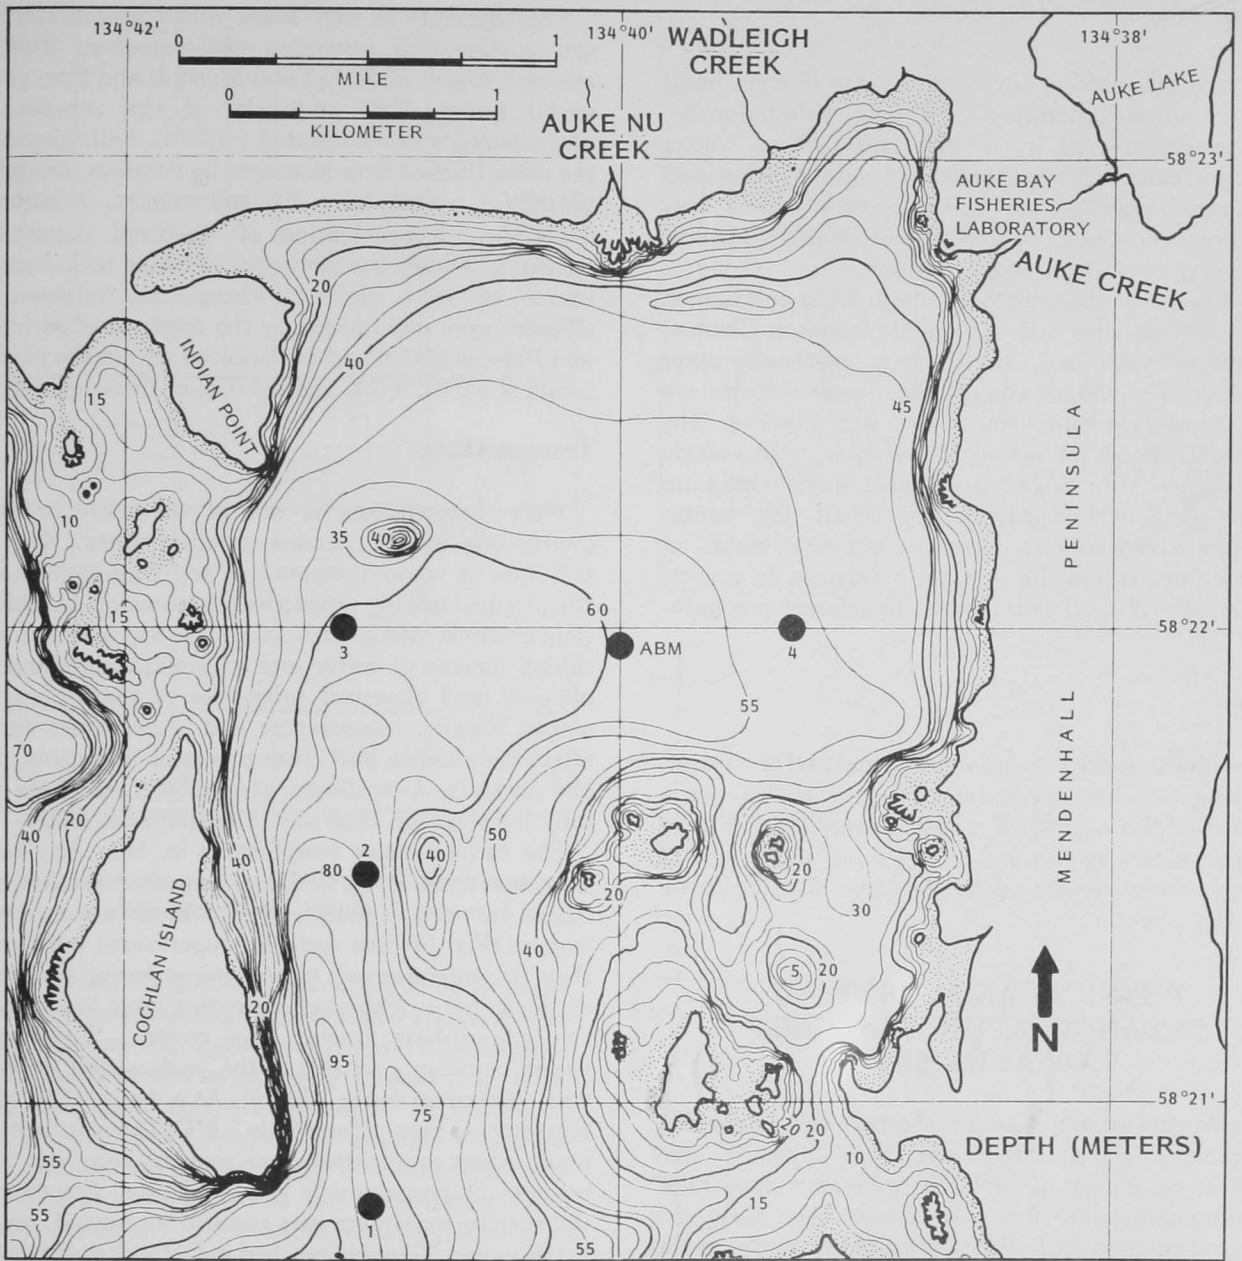 134°42'
134°40'
134°38'
0 1
MILE
0 1
KILOMETER
WADLEIGH
CREEK
AUKE NU
CREEK
AUKE LAKE
58°23'
AUKE BAY
FISHERIES
LABORATORY
AUKE CREEK
20
40
INDIAN POINT
15
45
10
35
40
15
60
3
ABM
4
58°22'
PENINSULA
55
70
MENDENHALL
40
20
40
2
80
40
50
20
20
30
40
COGHLAN ISLAND
20
5
20
N
95
75
58°21'
20
20
10
DEPTH (METERS)
55
55
15
1
55